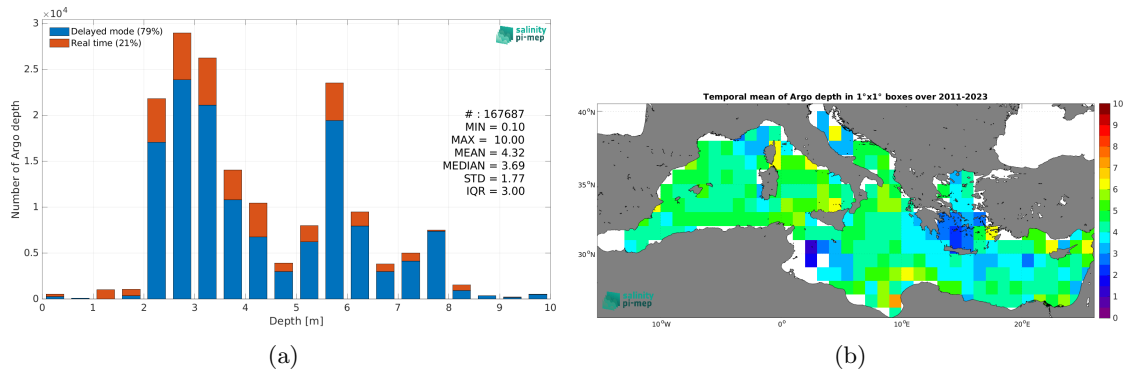 3 ×10⁴
Delayed mode (79%)
Real time (21%)
salinity
pi-mep
2.5
2
1.5
1
0.5
0
Number of Argo depth
# : 167687
MIN = 0.10
MAX = 10.00
MEAN = 4.32
MEDIAN = 3.69
STD = 1.77
IQR = 3.00
0 1 2 3 4 5 6 7 8 9 10
Depth [m]
(a)
Temporal mean of Argo depth in 1°x1° boxes over 2011-2023
40°N
35°N
30°N
salinity
pi-mep
10°W 0° 10°E 20°E
10
9
8
7
6
5
4
3
2
1
0
(b)